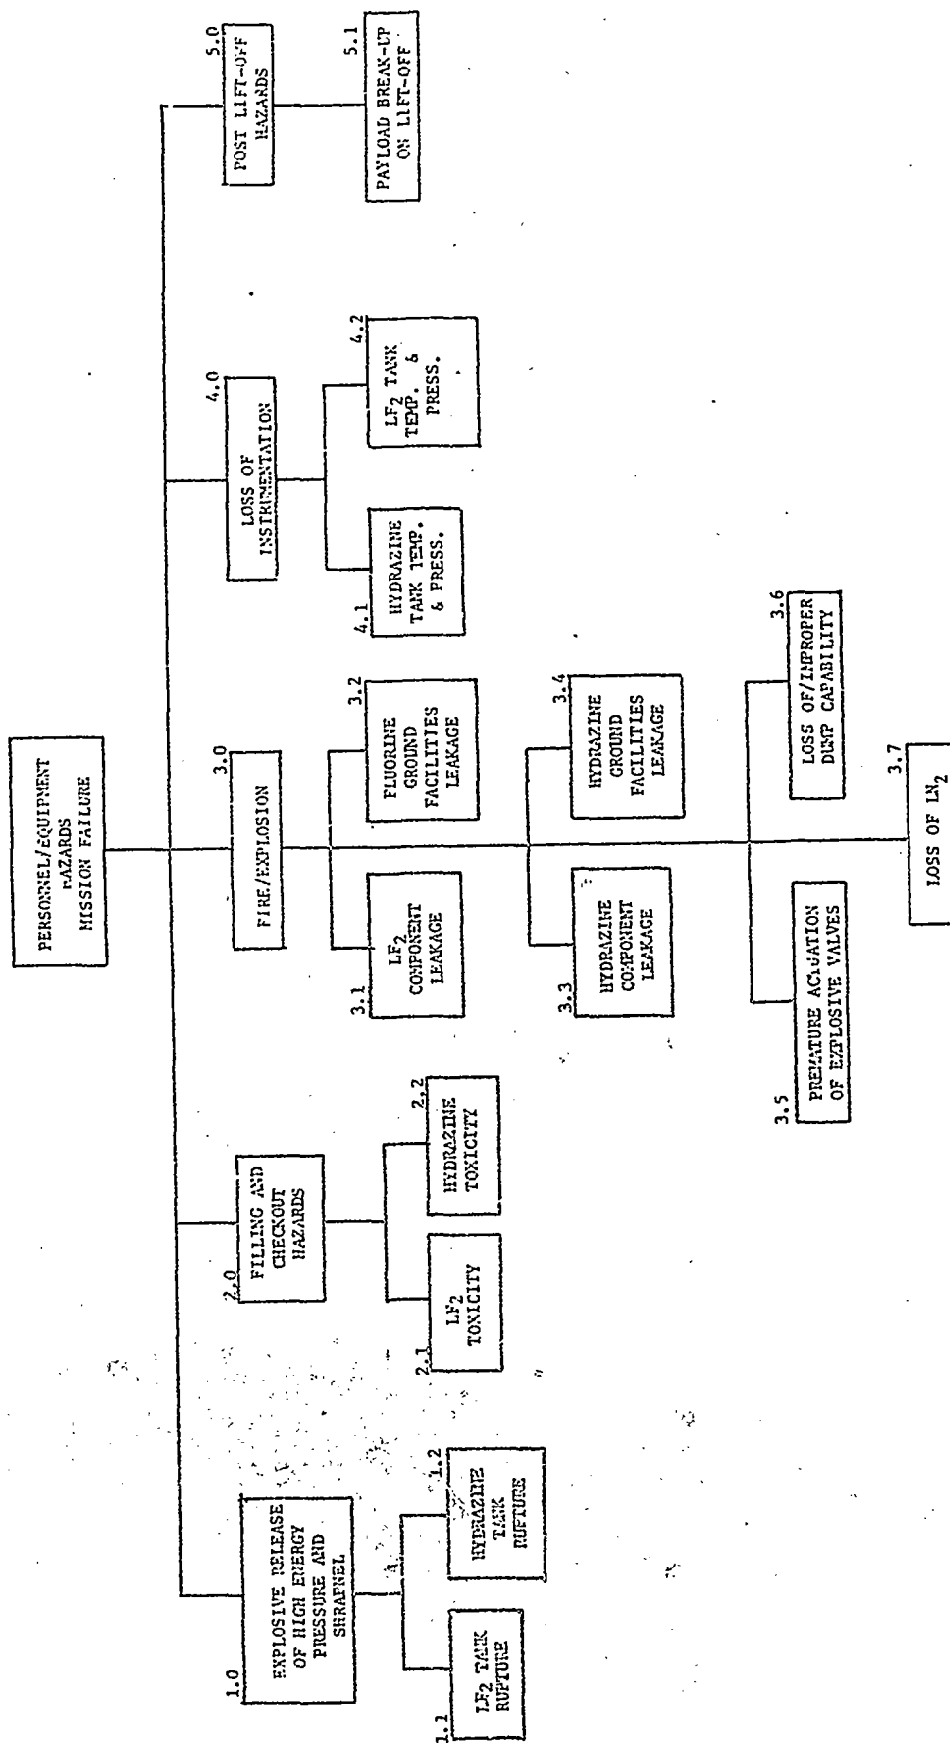 PERSONNEL/EQUIPMENT
HAZARDS
MISSION FAILURE
1.0
EXPLOSIVE RELEASE
OF HIGH ENERGY
PRESSURE AND
SHRAPNEL
1.1
LF2 TANK
RUPTURE
1.2
HYDRAZINE
TANK
RUPTURE
2.0
FILLING AND
CHECKOUT
HAZARDS
2.1
LF2
TOXICITY
2.2
HYDRAZINE
TOXICITY
3.0
FIRE/EXPLOSION
3.1
LF2
COMPONENT
LEAKAGE
3.2
FLUORINE
GROUND
FACILITIES
LEAKAGE
3.3
HYDRAZINE
COMPONENT
LEAKAGE
3.4
HYDRAZINE
GROUND
FACILITIES
LEAKAGE
3.5
PREMATURE ACTUATION
OF EXPLOSIVE VALVES
3.6
LOSS OF/IMPROPER
DUMP CAPABILITY
3.7
LOSS OF LN2
4.0
LOSS OF
INSTRUMENTATION
4.1
HYDRAZINE
TANK TEMP.
& PRESS.
4.2
LF2 TANK
TEMP. &
PRESS.
5.0
POST LIFT-OFF
HAZARDS
5.1
PAYLOAD BREAK-UP
ON LIFT-OFF